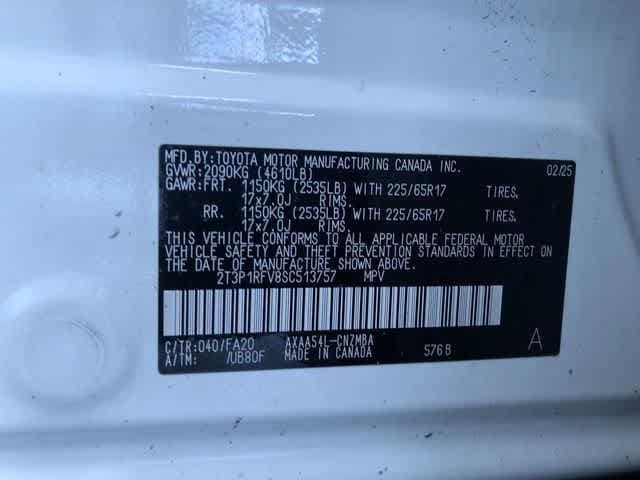 MFD.BY:TOYOTA MOTOR MANUFACTURING CANADA INC. 02/25
GVWR:2090KG (4610LB)
GAWR:FRT. 1150KG (2535LB) WITH 225/65R17 TIRES.
17x7.0J RIMS.
RR. 1150KG (2535LB) WITH 225/65R17 TIRES.
17x7.0J RIMS.
THIS VEHICLE CONFORMS TO ALL APPLICABLE FEDERAL MOTOR
VEHICLE SAFETY AND THEFT PREVENTION STANDARDS IN EFFECT ON
THE DATE OF MANUFACTURE SHOWN ABOVE.
2T3P1RFV8SC513757 MPV
C/TR:040/FA20 AXAA54L-CNZMBA A
A/TM: /UB80F MADE IN CANADA 576B